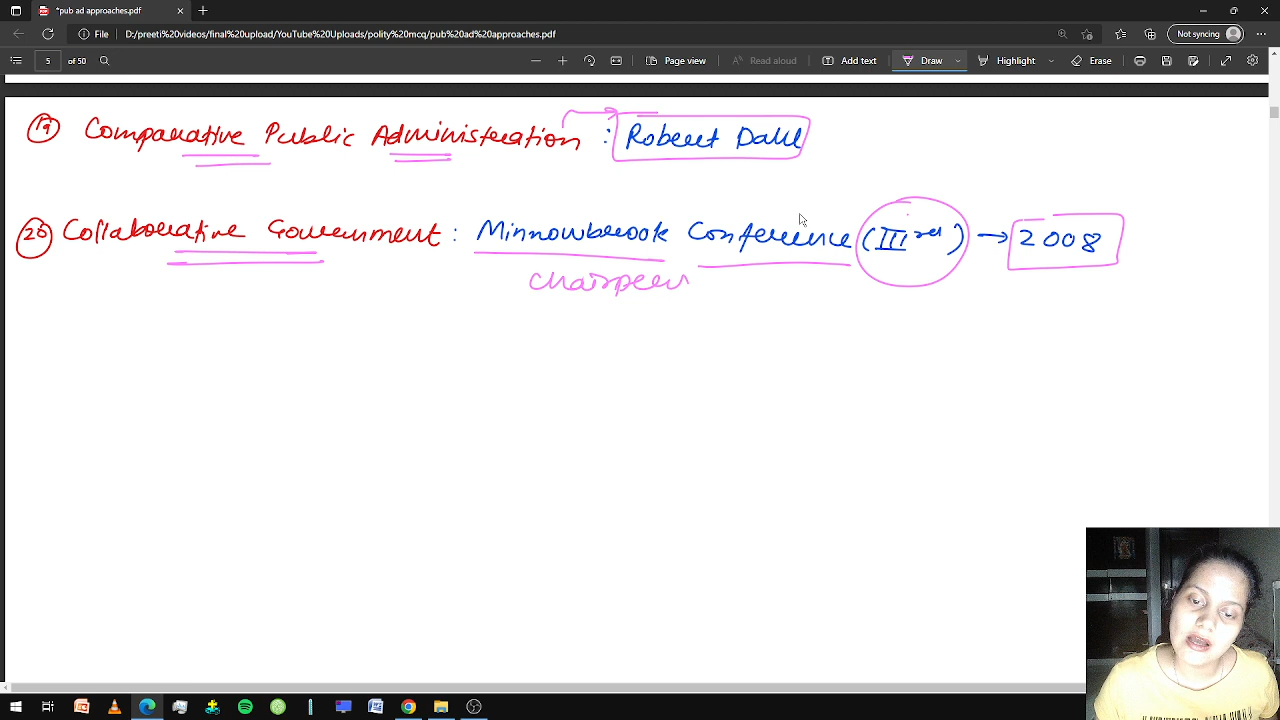 *pub ad approaches.pdf
File D:/preeti%20videos/final%20upload/YouTube%20Uploads/polity%20mcq/pub%20ad%20approaches.pdf Not syncing
5 of 50 Page view Read aloud Add text Draw Highlight Erase
19 Comparative Public Administration : Robert Dahl
20 Collaborative Government : Minnowbrook Conference (IIIrd) → 2008
Chairper